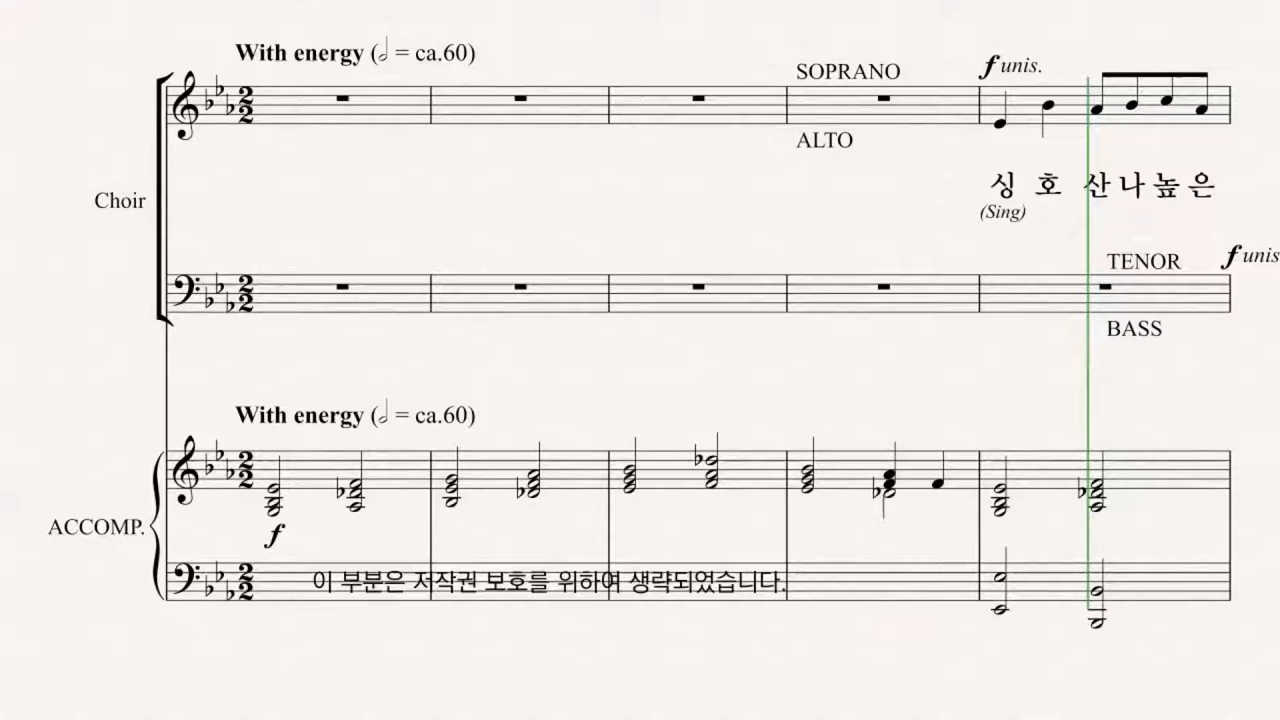 With energy (𝅗𝅥 = ca.60)
SOPRANO
f unis.
ALTO
Choir
싱 호 산 나 높 은
(Sing)
TENOR
f unis
BASS
With energy (𝅗𝅥 = ca.60)
ACCOMP.
f
이 부분은 저작권 보호를 위하여 생략되었습니다.